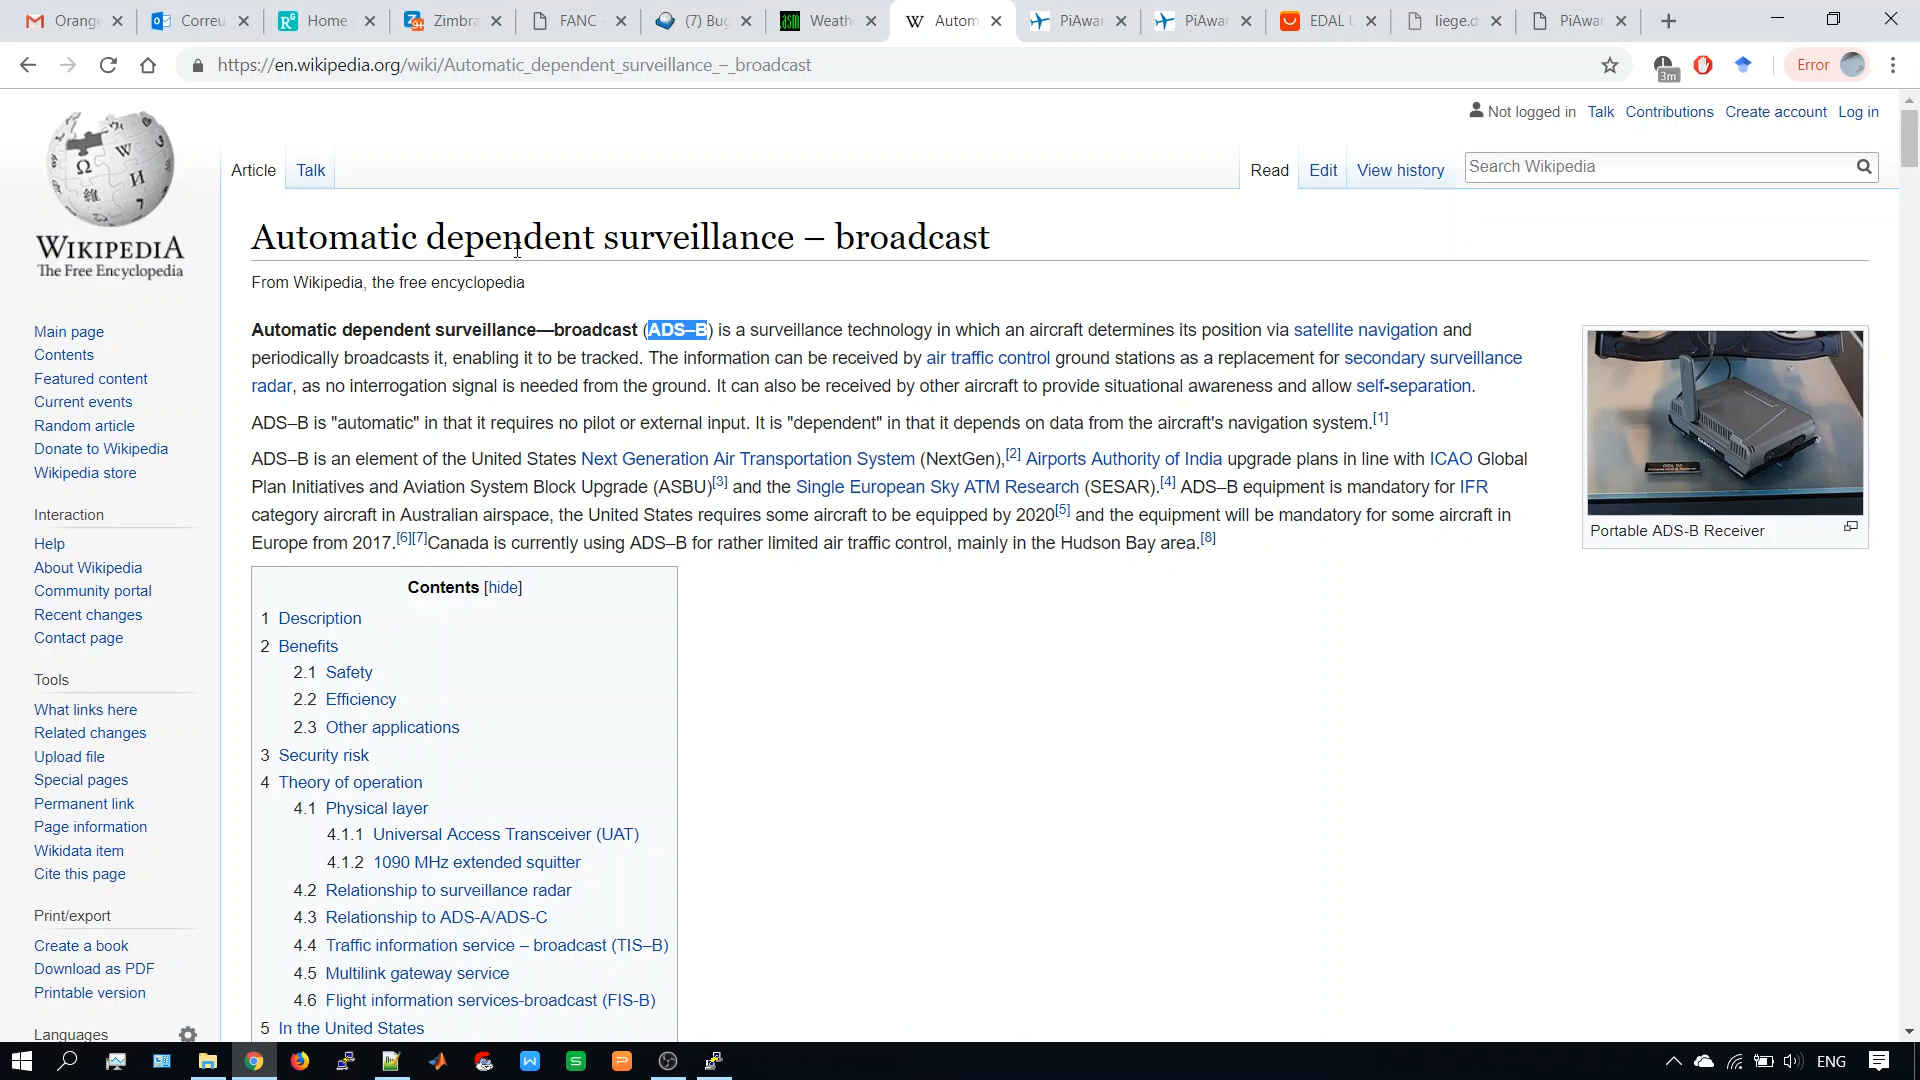 Orange
Correu
Home
Zimbra
FANC -
(7) Bug
Weath
Autom
PiAwar
PiAwar
EDAL U
liege.d
PiAwar
https://en.wikipedia.org/wiki/Automatic_dependent_surveillance_–_broadcast
3m
Error
Not logged in Talk Contributions Create account Log in
Article Talk
Read Edit View history
Search Wikipedia
WIKIPEDIA
The Free Encyclopedia
Main page
Contents
Featured content
Current events
Random article
Donate to Wikipedia
Wikipedia store
Interaction
Help
About Wikipedia
Community portal
Recent changes
Contact page
Tools
What links here
Related changes
Upload file
Special pages
Permanent link
Page information
Wikidata item
Cite this page
Print/export
Create a book
Download as PDF
Printable version
Languages
Automatic dependent surveillance – broadcast
From Wikipedia, the free encyclopedia
Automatic dependent surveillance—broadcast (ADS–B) is a surveillance technology in which an aircraft determines its position via satellite navigation and
periodically broadcasts it, enabling it to be tracked. The information can be received by air traffic control ground stations as a replacement for secondary surveillance
radar, as no interrogation signal is needed from the ground. It can also be received by other aircraft to provide situational awareness and allow self-separation.
ADS–B is "automatic" in that it requires no pilot or external input. It is "dependent" in that it depends on data from the aircraft's navigation system.[1]
ADS–B is an element of the United States Next Generation Air Transportation System (NextGen),[2] Airports Authority of India upgrade plans in line with ICAO Global
Plan Initiatives and Aviation System Block Upgrade (ASBU)[3] and the Single European Sky ATM Research (SESAR).[4] ADS–B equipment is mandatory for IFR
category aircraft in Australian airspace, the United States requires some aircraft to be equipped by 2020[5] and the equipment will be mandatory for some aircraft in
Europe from 2017.[6][7]Canada is currently using ADS–B for rather limited air traffic control, mainly in the Hudson Bay area.[8]
Portable ADS-B Receiver
Contents [hide]
1 Description
2 Benefits
2.1 Safety
2.2 Efficiency
2.3 Other applications
3 Security risk
4 Theory of operation
4.1 Physical layer
4.1.1 Universal Access Transceiver (UAT)
4.1.2 1090 MHz extended squitter
4.2 Relationship to surveillance radar
4.3 Relationship to ADS-A/ADS-C
4.4 Traffic information service – broadcast (TIS–B)
4.5 Multilink gateway service
4.6 Flight information services-broadcast (FIS-B)
5 In the United States
ENG